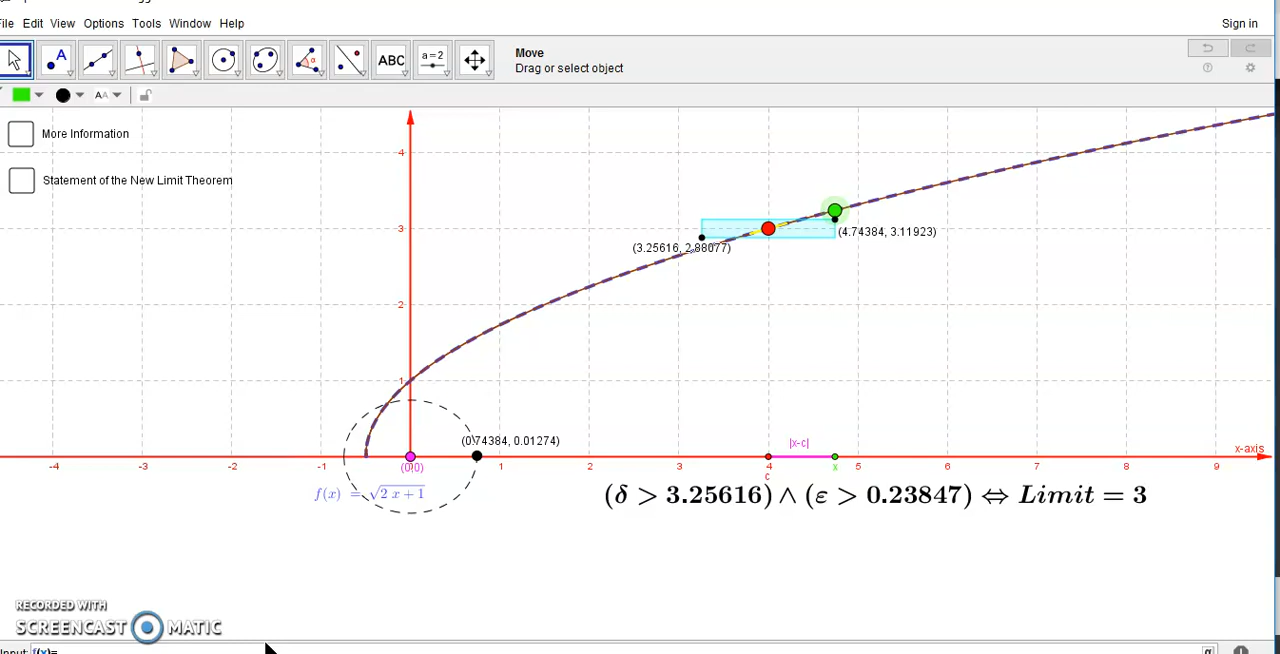 File Edit View Options Tools Window Help
Sign in
A
α
ABC
a=2
Move
Drag or select object
AA
More Information
Statement of the New Limit Theorem
4
3
2
1
(3.25616, 2.88077)
(4.74384, 3.11923)
(0.74384, 0.01274)
|x-c|
x-axis
-4 -3 -2 -1 (0,0) 1 2 3 4 x 5 6 7 8 9
c
f(x) = √2 x+1
(δ > 3.25616) ∧ (ε > 0.23847) ⇔ Limit = 3
RECORDED WITH
SCREENCAST MATIC
Input: f(x)=
α